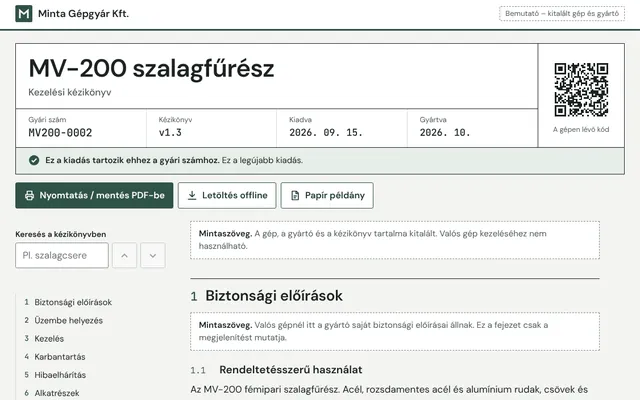 M Minta Gépgyár Kft.
Bemutató – kitalált gép és gyártó
MV-200 szalagfűrész
Kezelési kézikönyv
Gyári szám
MV200-0002
Kézikönyv
v1.3
Kiadva
2026. 09. 15.
Gyártva
2026. 10.
A gépen lévő kód
Ez a kiadás tartozik ehhez a gyári számhoz. Ez a legújabb kiadás.
Nyomtatás / mentés PDF-be
Letöltés offline
Papír példány
Keresés a kézikönyvben
Pl. szalagcsere
1 Biztonsági előírások
2 Üzembe helyezés
3 Kezelés
4 Karbantartás
5 Hibaelhárítás
6 Alkatrészek
Mintaszöveg. A gép, a gyártó és a kézikönyv tartalma kitalált. Valós gép kezeléséhez nem
használható.
1 Biztonsági előírások
Mintaszöveg. Valós gépnél itt a gyártó saját biztonsági előírásai állnak. Ez a fejezet csak a
megjelenítést mutatja.
1.1 Rendeltetésszerű használat
Az MV-200 fémipari szalagfűrész. Acél, rozsdamentes acél és alumínium rudak, csövek és